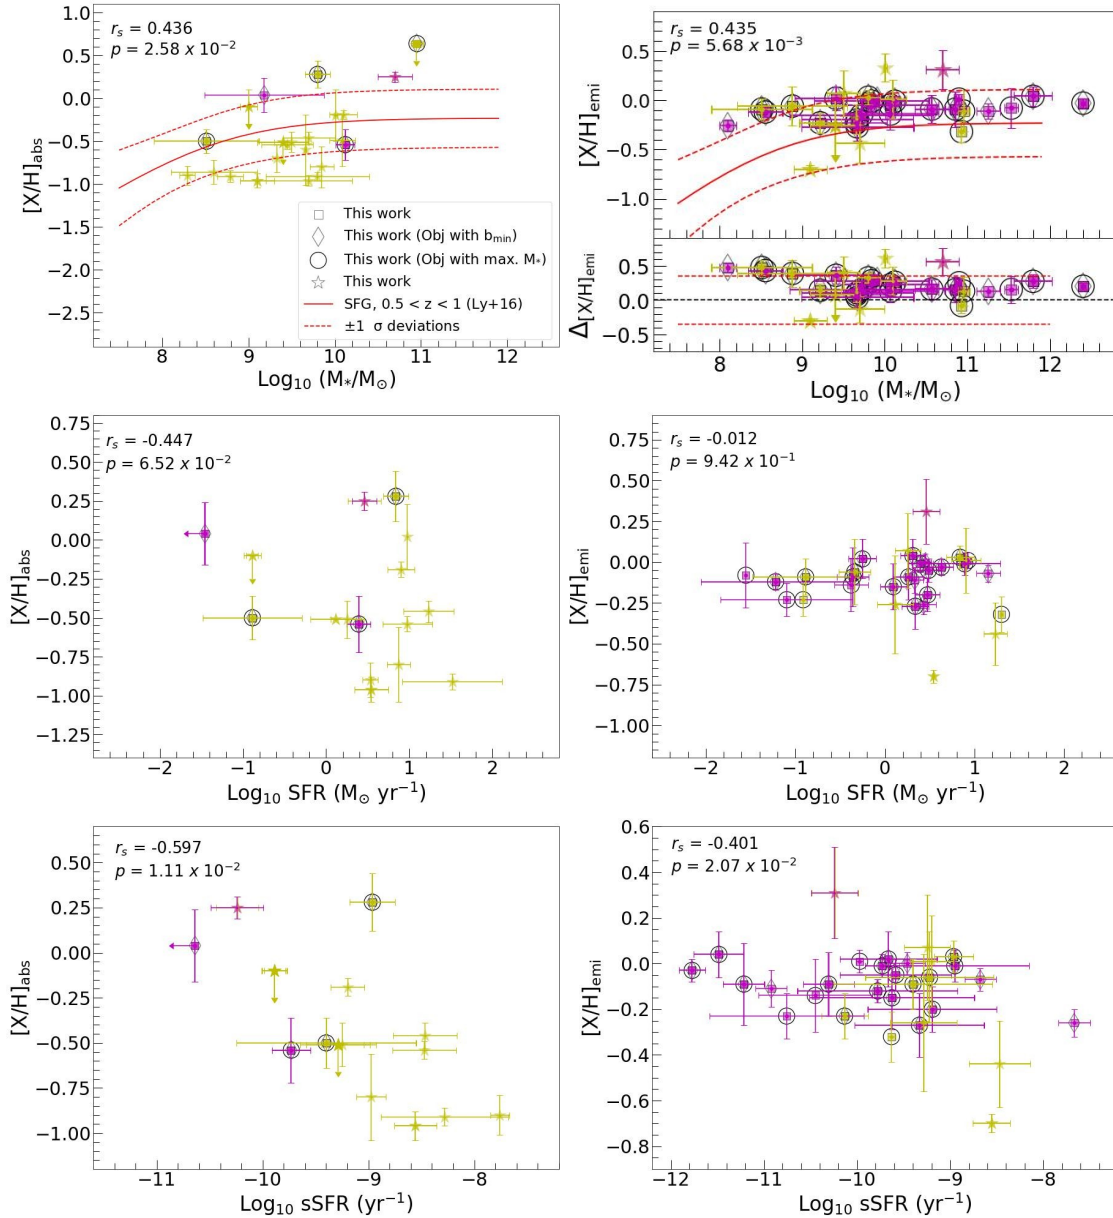 r_s = 0.436
p = 2.58 x 10⁻²
1.0
0.5
0.0
−0.5
−1.0
−1.5
−2.0
−2.5
[X/H]_abs
This work
This work (Obj with b_min)
This work (Obj with max. M_*)
This work
SFG, 0.5 < z < 1 (Ly+16)
±1 σ deviations
8 9 10 11 12
Log₁₀ (M_*/M_⊙)
r_s = 0.435
p = 5.68 x 10⁻³
0.5
0.0
−0.5
−1.0
[X/H]_emi
0.5
0.0
−0.5
Δ[X/H]_emi
8 9 10 11 12
Log₁₀ (M_*/M_⊙)
r_s = -0.447
p = 6.52 x 10⁻²
0.75
0.50
0.25
0.00
−0.25
−0.50
−0.75
−1.00
−1.25
[X/H]_abs
−2 −1 0 1 2
Log₁₀ SFR (M_⊙ yr⁻¹)
r_s = -0.012
p = 9.42 x 10⁻¹
0.75
0.50
0.25
0.00
−0.25
−0.50
−0.75
−1.00
[X/H]_emi
−2 −1 0 1 2
Log₁₀ SFR (M_⊙ yr⁻¹)
r_s = -0.597
p = 1.11 x 10⁻²
0.50
0.25
0.00
−0.25
−0.50
−0.75
−1.00
[X/H]_abs
−11 −10 −9 −8
Log₁₀ sSFR (yr⁻¹)
r_s = -0.401
p = 2.07 x 10⁻²
0.6
0.4
0.2
0.0
−0.2
−0.4
−0.6
−0.8
[X/H]_emi
−12 −11 −10 −9 −8
Log₁₀ sSFR (yr⁻¹)